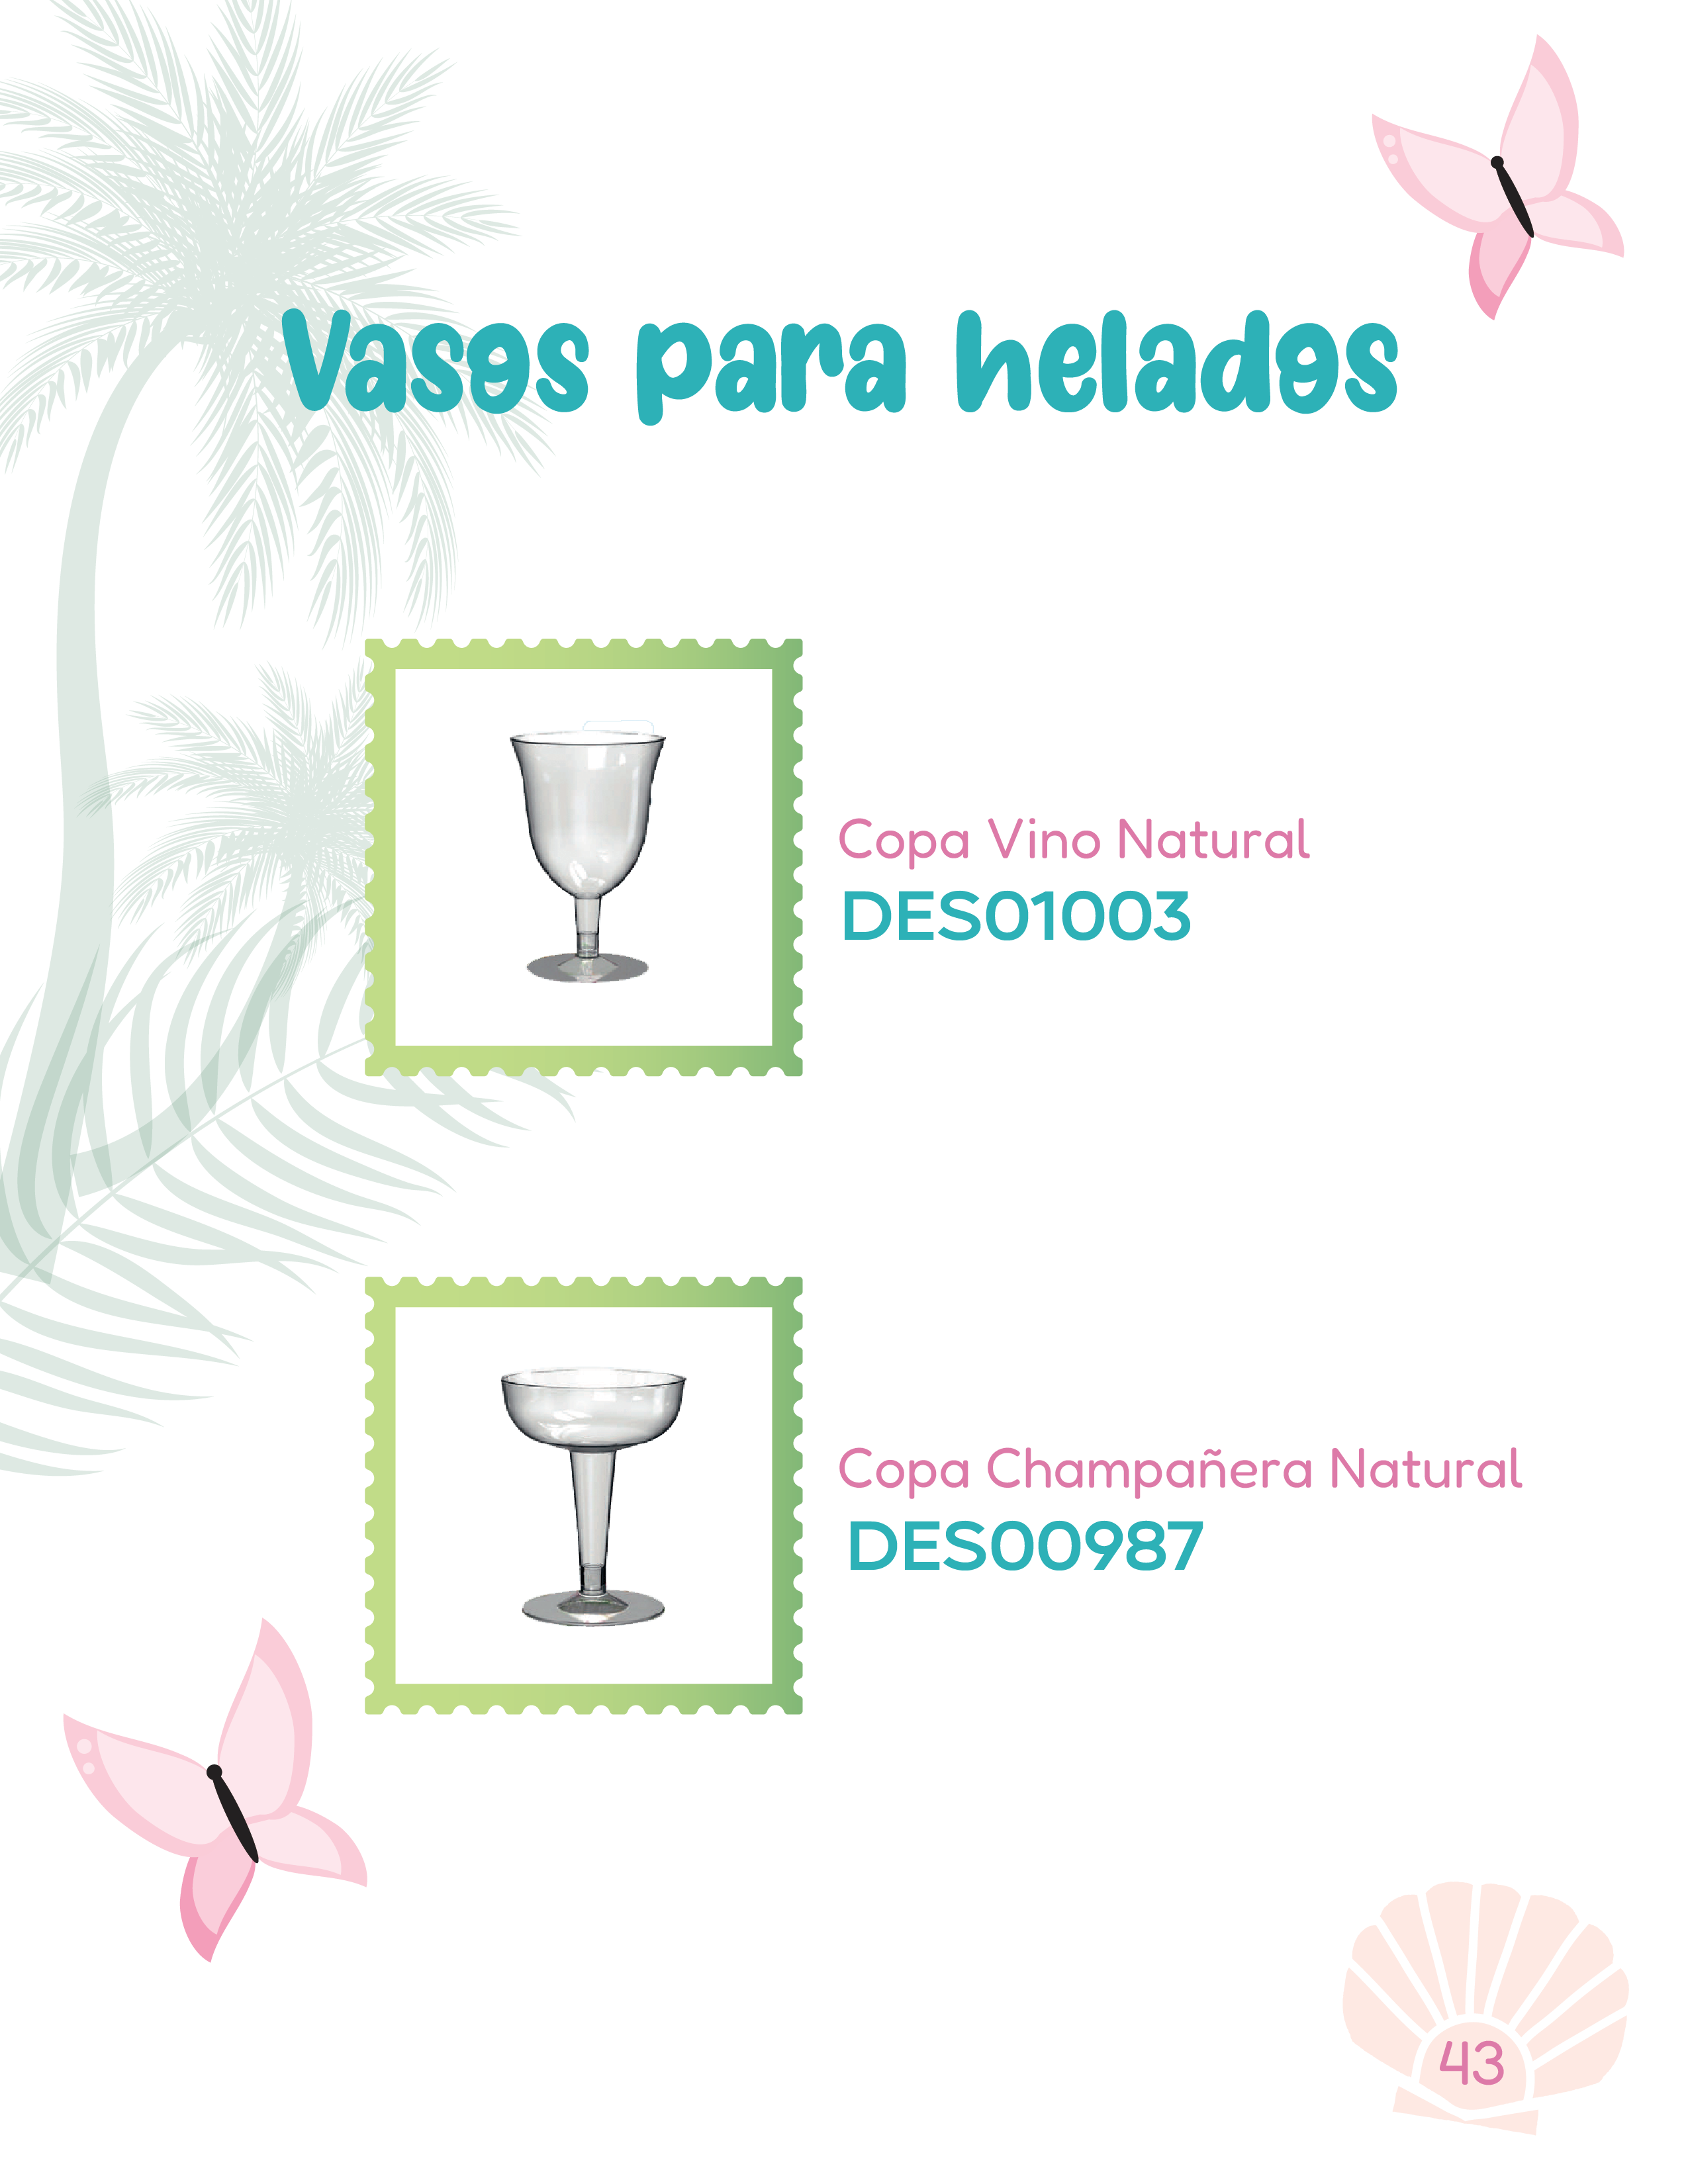 Vasos para helados
Copa Vino Natural
DES01003
Copa Champañera Natural
DES00987
43